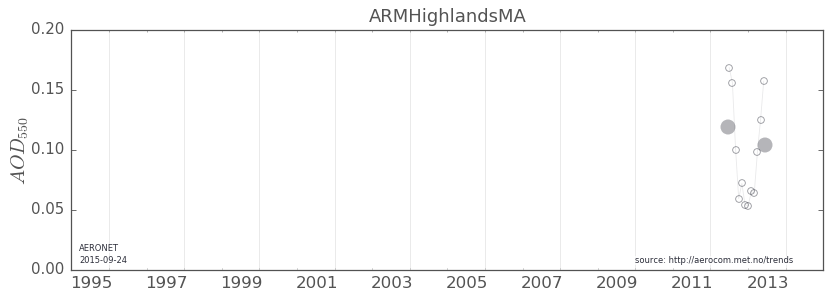 ARMHighlandsMA
0.20
0.15
0.10
0.05
0.00
AOD550
AERONET
2015-09-24
source: http://aerocom.met.no/trends
1995 1997 1999 2001 2003 2005 2007 2009 2011 2013